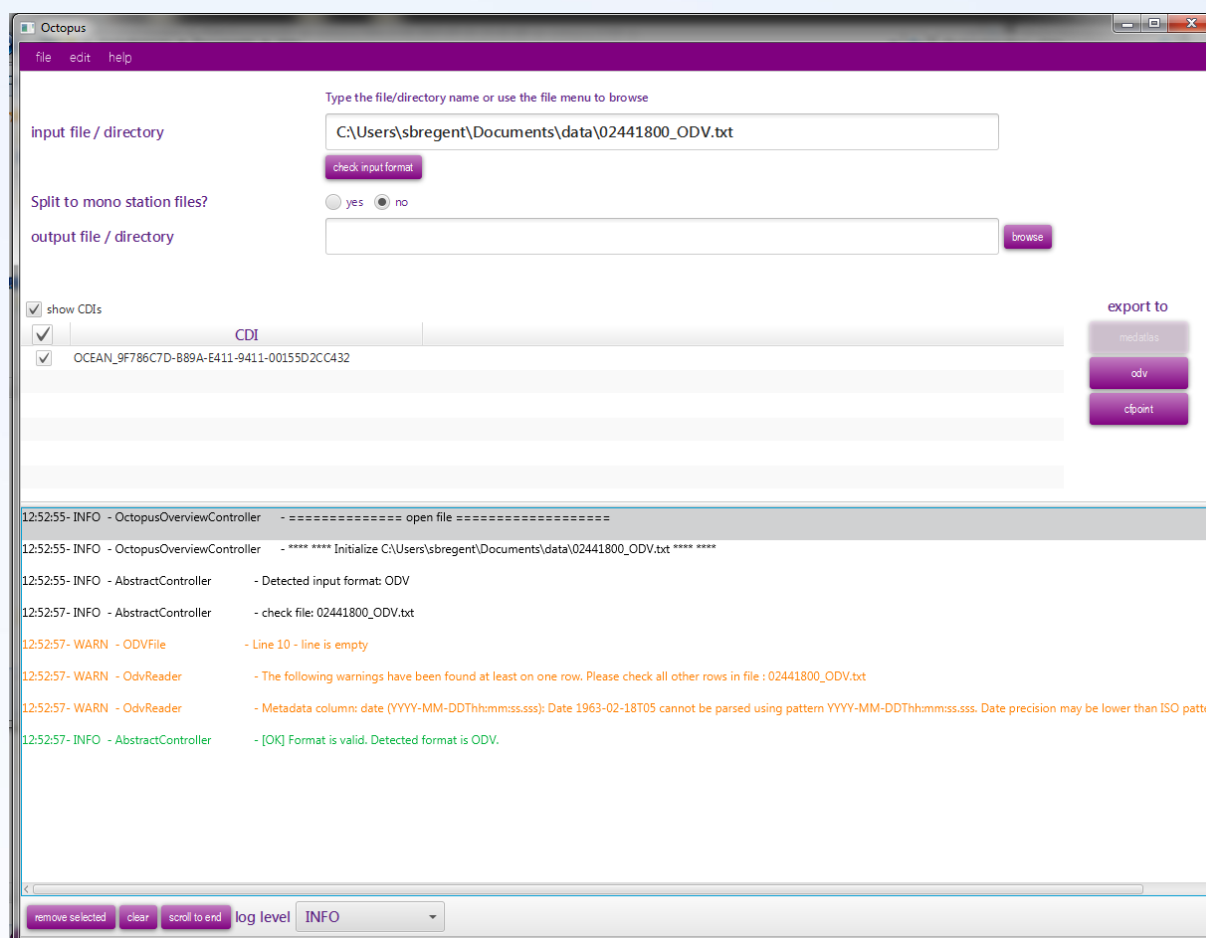 Octopus
file edit help
Type the file/directory name or use the file menu to browse
input file / directory
C:\Users\sbregent\Documents\data\02441800_ODV.txt
check input format
Split to mono station files?
yes no
output file / directory
browse
show CDIs
export to
CDI
medatlas
OCEAN_9F786C7D-B89A-E411-9411-00155D2CC432
odv
cfpoint
12:52:55- INFO - OctopusOverviewController - ============== open file ===================
12:52:55- INFO - OctopusOverviewController - **** **** Initialize C:\Users\sbregent\Documents\data\02441800_ODV.txt **** ****
12:52:55- INFO - AbstractController - Detected input format: ODV
12:52:57- INFO - AbstractController - check file: 02441800_ODV.txt
12:52:57- WARN - ODVFile - Line 10 - line is empty
12:52:57- WARN - OdvReader - The following warnings have been found at least on one row. Please check all other rows in file : 02441800_ODV.txt
12:52:57- WARN - OdvReader - Metadata column: date (YYYY-MM-DDThh:mm:ss.sss): Date 1963-02-18T05 cannot be parsed using pattern YYYY-MM-DDThh:mm:ss.sss. Date precision may be lower than ISO patte
12:52:57- INFO - AbstractController - [OK] Format is valid. Detected format is ODV.
remove selected clear scroll to end log level INFO